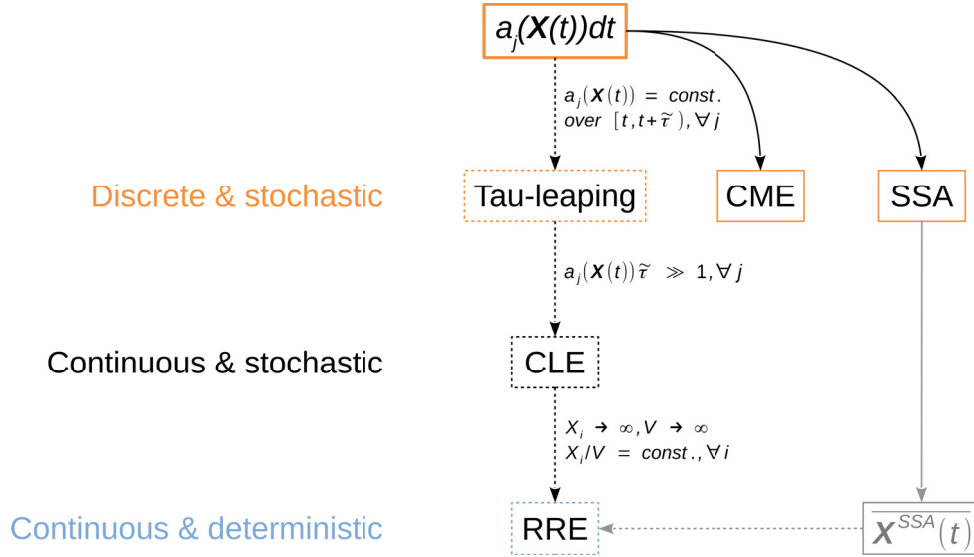 a_j(X(t))dt
a_j(X(t)) = const.
over [t,t+τ̃), ∀ j
Discrete & stochastic
Tau-leaping
CME
SSA
a_j(X(t))τ̃ ≫ 1, ∀ j
Continuous & stochastic
CLE
X_i → ∞, V → ∞
X_i/V = const., ∀ i
Continuous & deterministic
RRE
X̅^SSA(t)